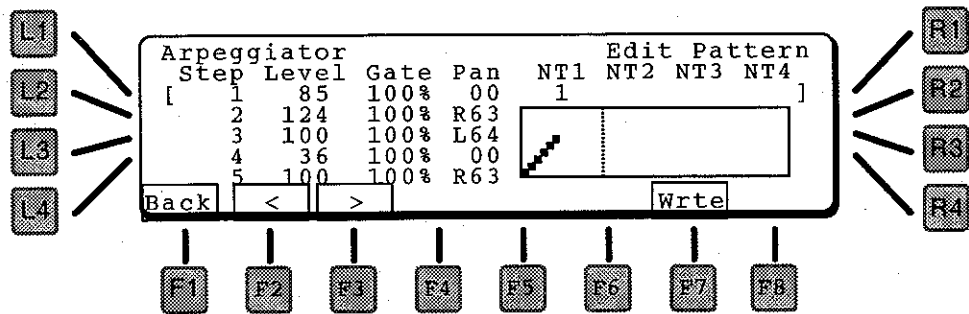 L1
L2
L3
L4
Arpeggiator Edit Pattern
Step Level Gate Pan NT1 NT2 NT3 NT4
[ 1 85 100% 00 1 ]
2 124 100% R63
3 100 100% L64
4 36 100% 00
5 100 100% R63
Back < > Wrte
R1
R2
R3
R4
F1 F2 F3 F4 F5 F6 F7 F8